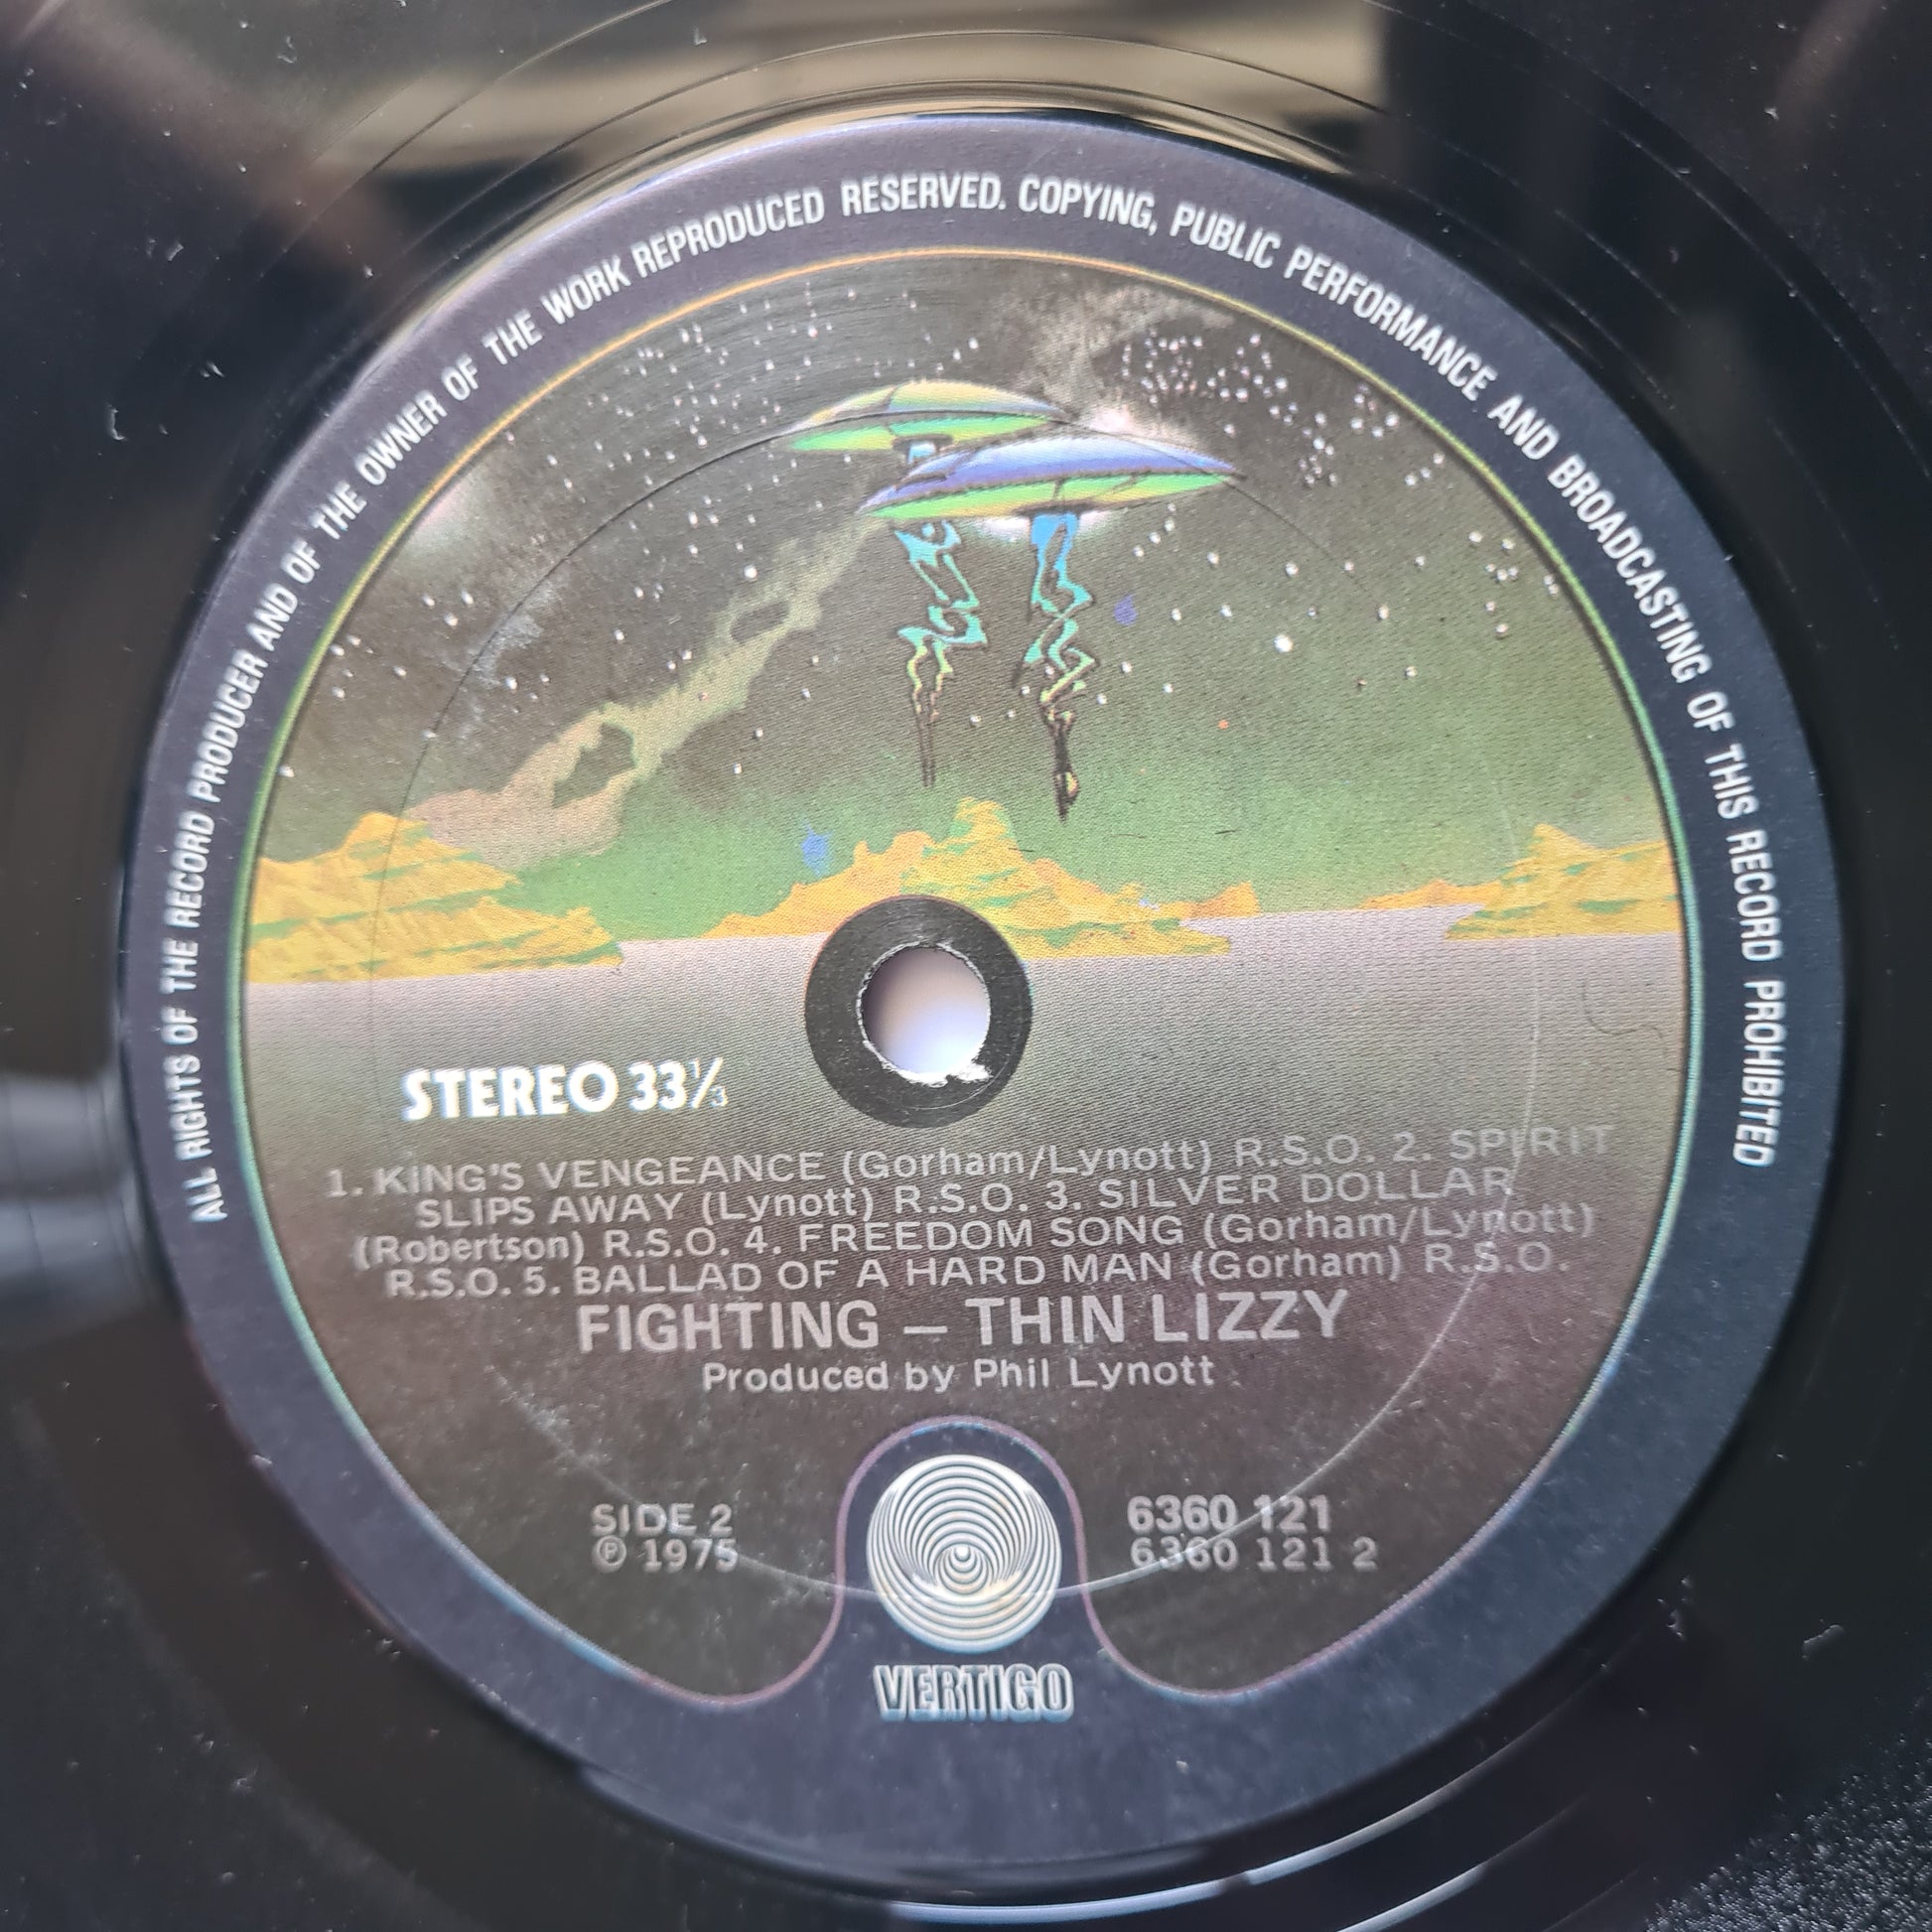 ALL RIGHTS OF THE RECORD PRODUCER AND OF THE OWNER OF THE WORK REPRODUCED RESERVED. COPYING, PUBLIC PERFORMANCE AND BROADCASTING OF THIS RECORD PROHIBITED
STEREO 33⅓
1. KING'S VENGEANCE (Gorham/Lynott) R.S.O. 2. SPIRIT
SLIPS AWAY (Lynott) R.S.O. 3. SILVER DOLLAR
(Robertson) R.S.O. 4. FREEDOM SONG (Gorham/Lynott)
R.S.O. 5. BALLAD OF A HARD MAN (Gorham) R.S.O.
FIGHTING — THIN LIZZY
Produced by Phil Lynott
SIDE 2
℗ 1975
6360 121
6360 121 2
VERTIGO